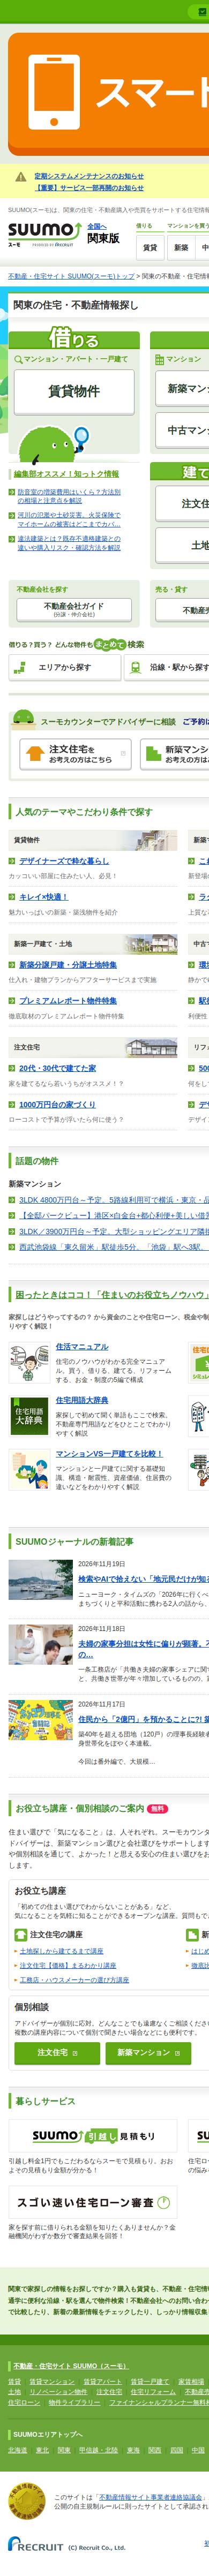 スマート
定期システムメンテナンスのお知らせ
【重要】サービス一部再開のお知らせ
SUUMO(スーモ)は、関東の不動産・住宅購入や売買をサポートする住宅情報
SUUMO
スーモ
全国へ
関東版
借りる
マンションを買う
賃貸
新築
不動産・住宅サイト SUUMO(スーモ)トップ > 関東の不動産・住宅情報
関東の住宅・不動産情報探し
借りる
マンション・アパート・一戸建て
賃貸物件
マンション
新築マン
中古マン
編集部オススメ！知っトク情報
防音室の増築費用はいくら？方法別の相場と注意点を解説
河川の氾濫や土砂災害、火災保険でマイホームの被害はどこまでカバ…
違法建築とは？既存不適格建築との違いや購入リスク・確認方法を解説
建て
注文住
土地
不動産会社を探す
不動産会社ガイド
(分譲・仲介会社)
売る・貸す
不動産売
借りる？買う？ どんな物件もまとめて検索
エリアから探す
沿線・駅から探す
スーモカウンターでアドバイザーに相談 ご予約は
注文住宅を
お考えの方はこちら
新築マンシ
お考えの方は
人気のテーマやこだわり条件で探す
賃貸物件
デザイナーズで粋な暮らし
カッコいい部屋に住みたい人、必見！
キレイ×快適！
魅力いっぱいの新築・築浅物件を紹介
新築一戸建て・土地
新築分譲戸建・分譲土地特集
仕入れ・建物プランからアフターサービスまで実施
プレミアムレポート物件特集
徹底取材のプレミアムレポート物件特集
注文住宅
20代・30代で建てた家
家を建てるなら若いうちがオススメ！？
1000万円台の家づくり
ローコストで予算が浮いたら何に使う？
話題の物件
新築マンション
3LDK 4800万円台～予定。5路線利用可で横浜・東京・品
【全邸パークビュー】港区×白金台+都心利便+美しい借景
3LDK／3900万円台～予定。大型ショッピングエリア隣接
西武池袋線「東久留米」駅徒歩5分。「池袋」駅へ3駅、
困ったときはココ！「住まいのお役立ちノウハウ」
家探しはどうやってするの？ から資金のことや住宅ローン、税金や制
りやすく解説！
住活マニュアル
住宅のノウハウがわかる完全マニュアル。買う、借りる、建てる、リフォームする、お金・制度の5編で構成
住宅用語大辞典
住宅用語大辞典
家探しで初めて聞く単語もここで検索。不動産専門用語などをひとことでわかりやすく解説
マンションVS一戸建てを比較！
マンションと一戸建てに関する基礎知識、構造・耐震性、資産価値、住居費の違いなどをわかりやすく解説
SUUMOジャーナルの新着記事
2026年11月19日
検索やAIで拾えない「地元民だけが知る
ニューヨーク・タイムズの「2026年に行くべ
まちづくりと平和活動に携わる2人の話から、
2026年11月18日
夫婦の家事分担は女性に偏りが顕著。不
の…
一条工務店が「共働き夫婦の家事シェアに関
と、共働き世帯が年々増加しているものの、
2026年11月17日
住民から「2億円」を預かることに?! 築
築40年を超える団地（120戸）の理事長経験者
身世帯化をぼやく本連載。
今回は番外編で、大規模…
お役立ち講座・個別相談のご案内 無料
住まい選びで「気になること」は、人それぞれ。スーモカウンタ
ドバイザーは、新築マンション選びと会社選びをサポートします
や個別相談を通じて、よかった！と思える安心の住まい選びができます。
お役立ち講座
「初めての住まい選びでわからないことがある」など、
気になることを気軽に知ることができるオープンな講座。質問もで
注文住宅の講座
土地探しから建てるまで講座
注文住宅【価格】まるわかり講座
工務店・ハウスメーカーの選び方講座
個別相談
アドバイザーが個別に応対。どんなことでも遠慮なくご相談くださ
複数の講座内容について個別で聞きたい場合などにも便利です。
注文住宅
新築マンション
暮らしサービス
SUUMO 引越し見積もり
引越し料金1円でもこだわるならスーモで見積もり。おおよその見積もり金額が分かる！
スゴい速い住宅ローン審査
家を探す前に借りられる金額を知りたくありませんか？金融機関がわずか数分で審査結果を回答！
関東で家探しの情報をお探しですか？購入も賃貸も、不動産・住宅情
通学に便利な沿線・駅を選んで物件検索！不動産会社へのお問い合わ
で比較したり、新着の最新情報をチェックしたり、しっかり情報収集
不動産・住宅サイト SUUMO（スーモ）
賃貸 賃貸マンション 賃貸アパート 賃貸一戸建て 家賃相場
土地 リノベーション物件 注文住宅 住宅リフォーム 不動産売
住宅ローン 物件ライブラリー ファイナンシャルプランナー無料
SUUMOエリアトップへ
北海道 東北 関東 甲信越・北陸 東海 関西 四国 中国
このサイトは「不動産情報サイト事業者連絡協議会」
公開の自主規制ルールに則ったサイトとして承認され
RECRUIT (C) Recruit Co., Ltd.